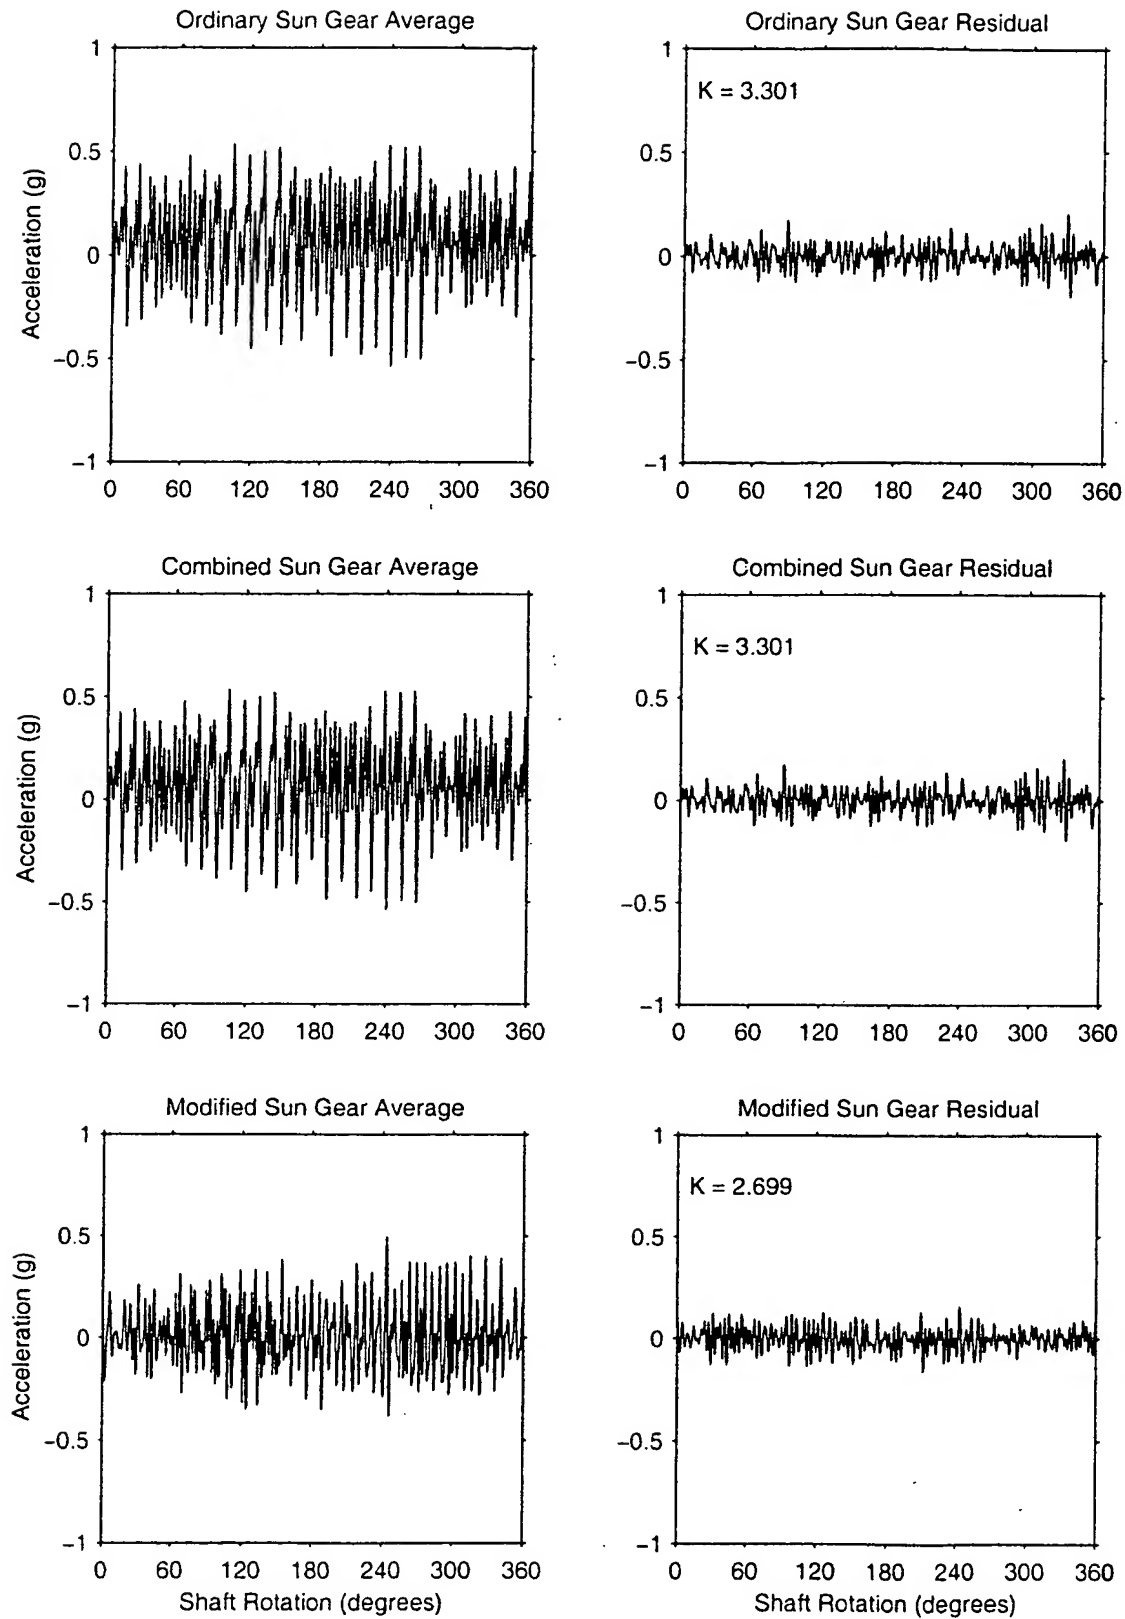 Ordinary Sun Gear Average
1
0.5
0
−0.5
−1
Acceleration (g)
0 60 120 180 240 300 360
Ordinary Sun Gear Residual
K = 3.301
1
0.5
0
−0.5
−1
0 60 120 180 240 300 360
Combined Sun Gear Average
1
0.5
0
−0.5
−1
Acceleration (g)
0 60 120 180 240 300 360
Combined Sun Gear Residual
K = 3.301
1
0.5
0
−0.5
−1
0 60 120 180 240 300 360
Modified Sun Gear Average
1
0.5
0
−0.5
−1
Acceleration (g)
0 60 120 180 240 300 360
Shaft Rotation (degrees)
Modified Sun Gear Residual
K = 2.699
1
0.5
0
−0.5
−1
0 60 120 180 240 300 360
Shaft Rotation (degrees)